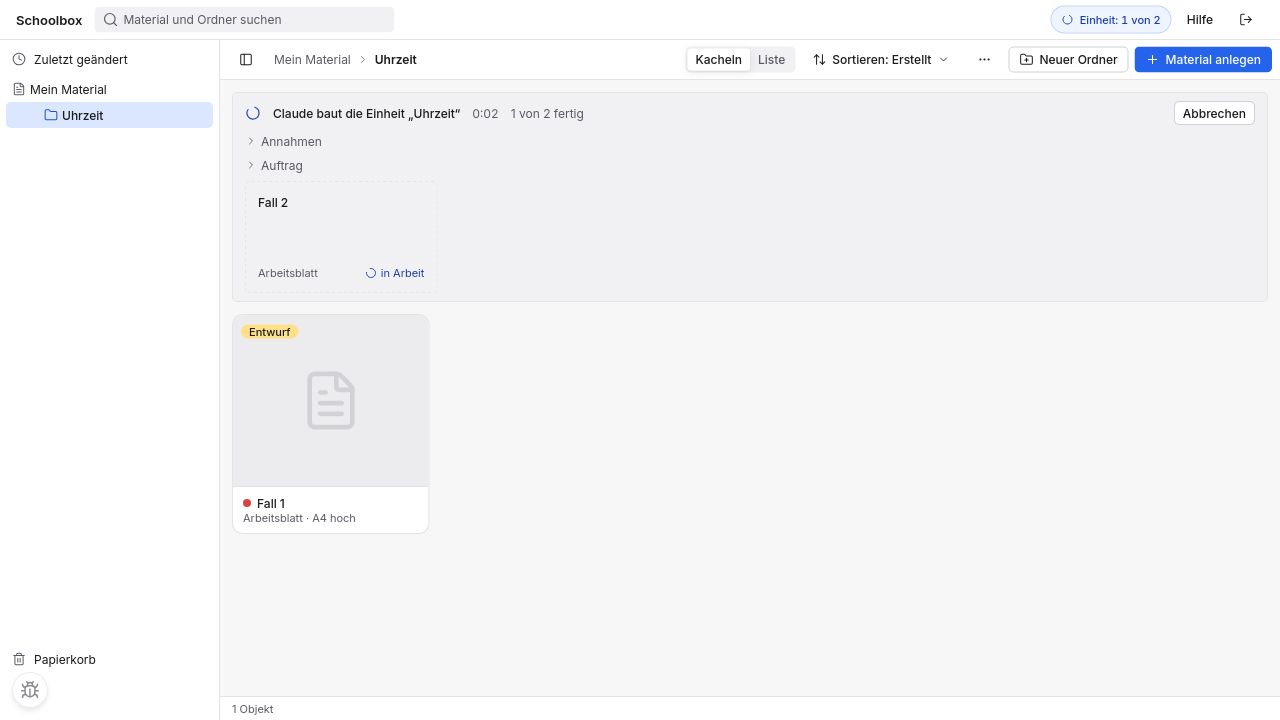 Schoolbox
Material und Ordner suchen
Einheit: 1 von 2
Hilfe
Zuletzt geändert
Mein Material
Uhrzeit
Papierkorb
Mein Material
Uhrzeit
Kacheln
Liste
Sortieren: Erstellt
Neuer Ordner
Material anlegen
Claude baut die Einheit „Uhrzeit“
0:02
1 von 2 fertig
Abbrechen
Annahmen
Auftrag
Fall 2
Arbeitsblatt
in Arbeit
Entwurf
Fall 1
Arbeitsblatt · A4 hoch
1 Objekt